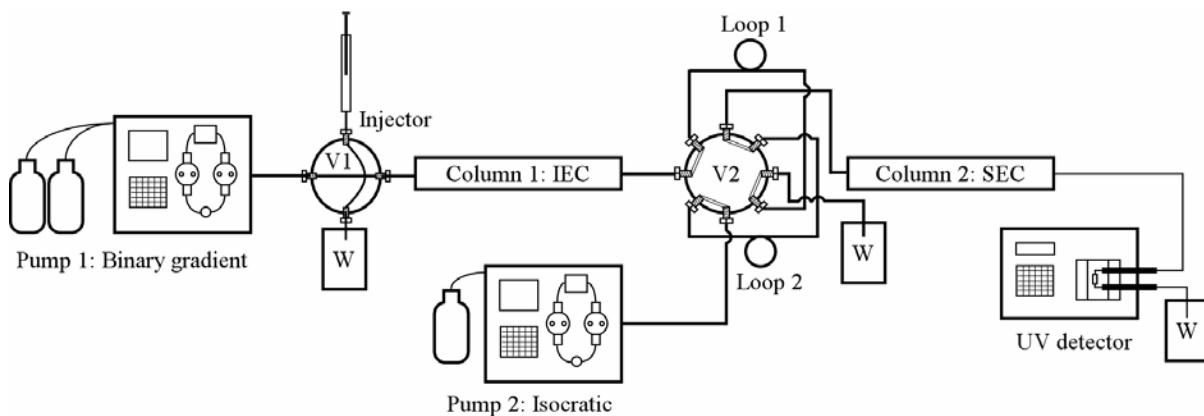 Loop 1
Injector
V1
Column 1: IEC
V2
Column 2: SEC
W
W
Pump 1: Binary gradient
Loop 2
W
UV detector
Pump 2: Isocratic